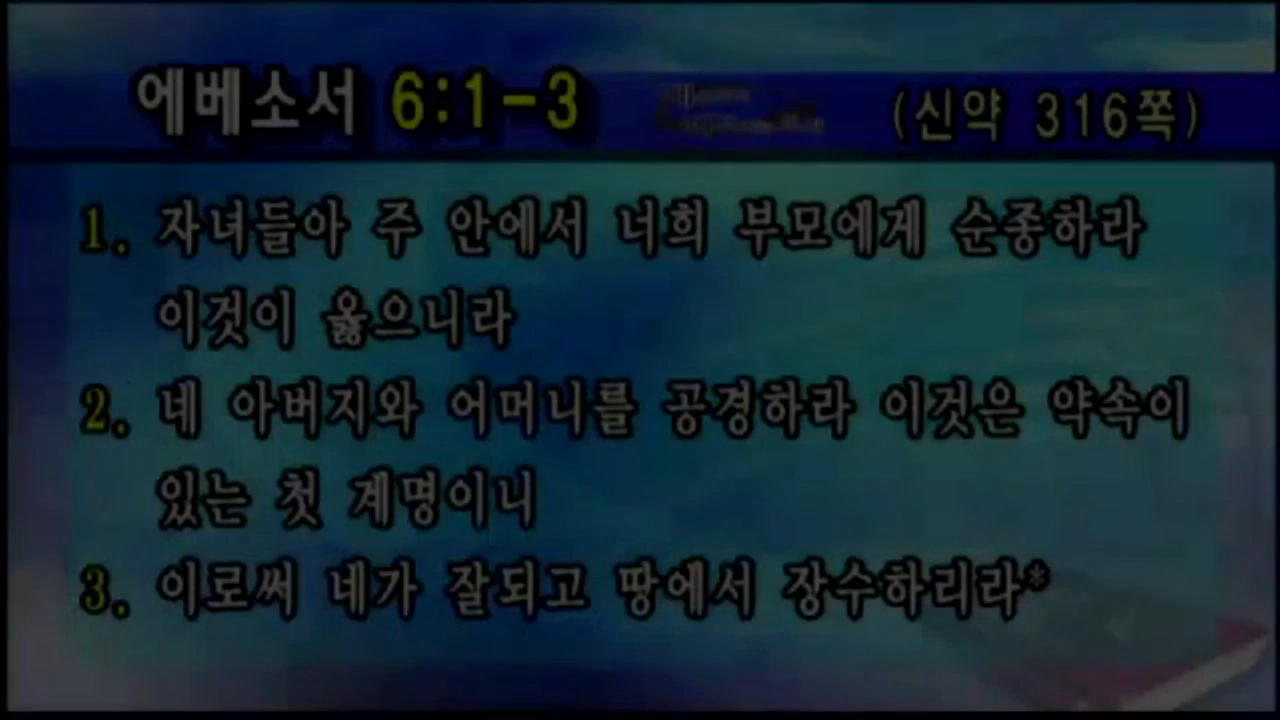 에베소서 6:1-3 (신약 316쪽)
1. 자녀들아 주 안에서 너희 부모에게 순종하라
이것이 옳으니라
2. 네 아버지와 어머니를 공경하라 이것은 약속이
있는 첫 계명이니
3. 이로써 네가 잘되고 땅에서 장수하리라*